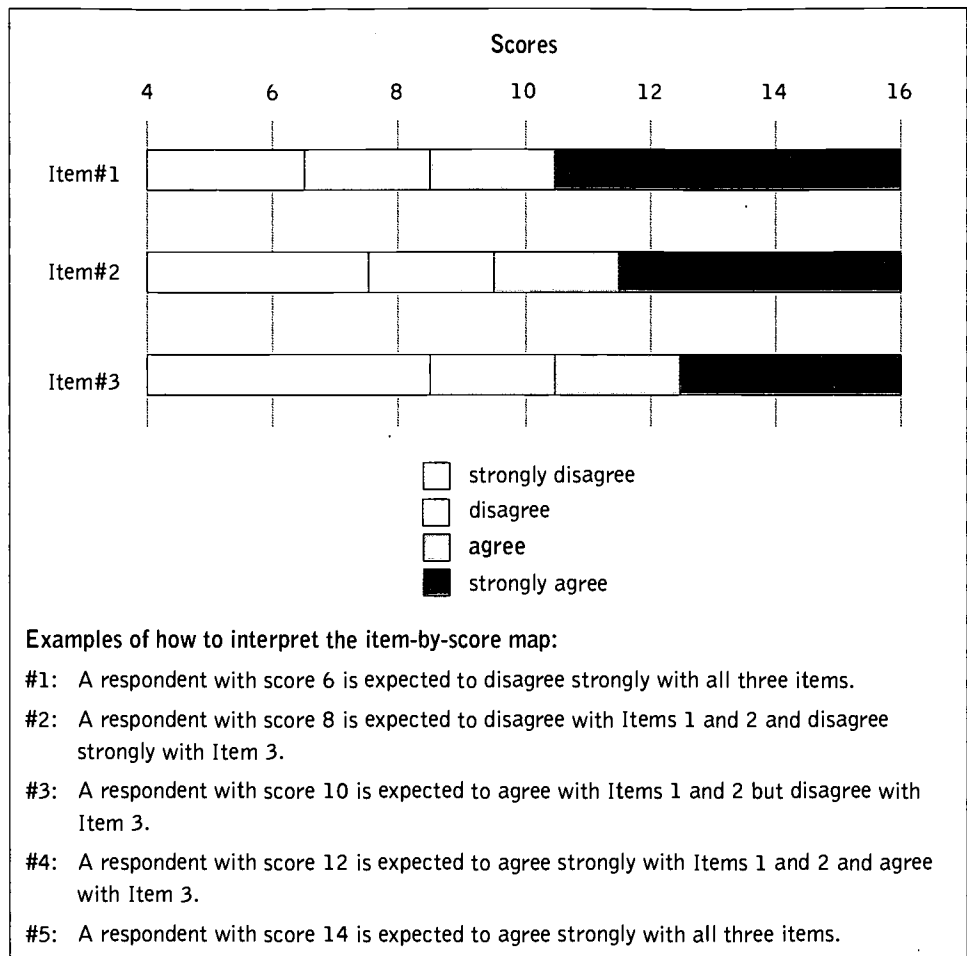 Scores
4 6 8 10 12 14 16
Item#1
Item#2
Item#3
strongly disagree
disagree
agree
strongly agree
Examples of how to interpret the item-by-score map:
#1: A respondent with score 6 is expected to disagree strongly with all three items.
#2: A respondent with score 8 is expected to disagree with Items 1 and 2 and disagree
strongly with Item 3.
#3: A respondent with score 10 is expected to agree with Items 1 and 2 but disagree with
Item 3.
#4: A respondent with score 12 is expected to agree strongly with Items 1 and 2 and agree
with Item 3.
#5: A respondent with score 14 is expected to agree strongly with all three items.